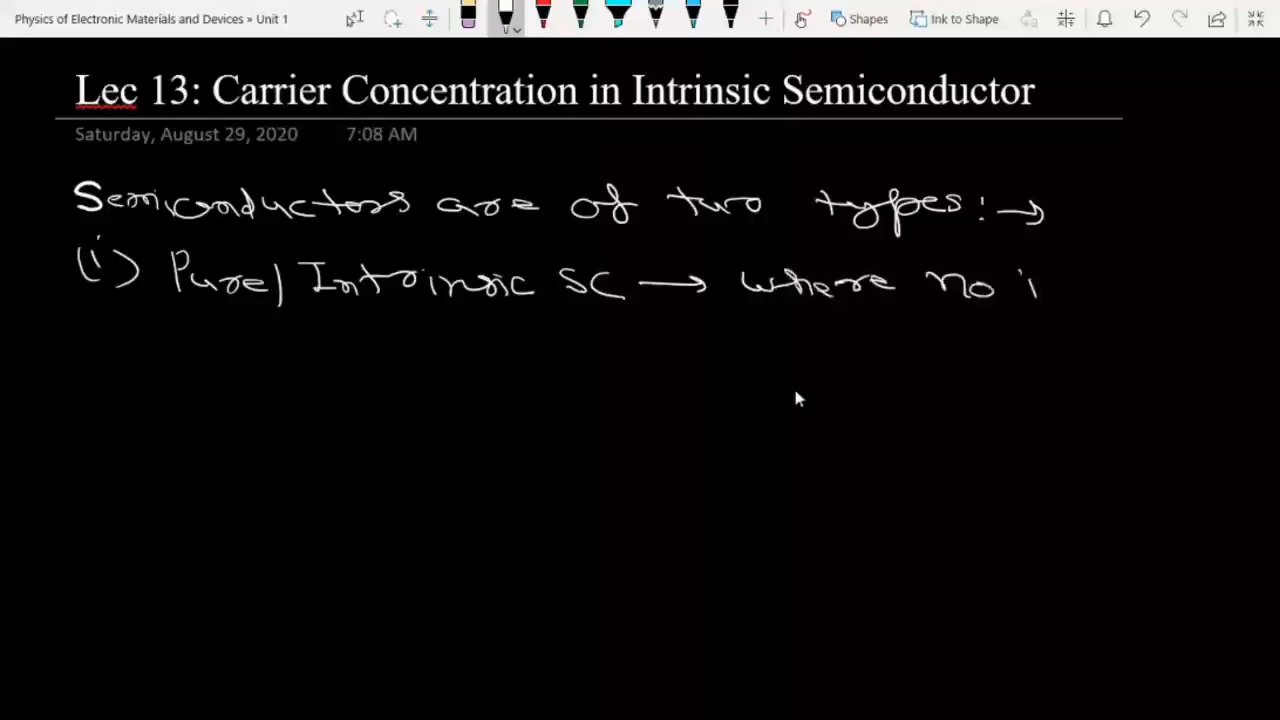 Physics of Electronic Materials and Devices » Unit 1
Shapes
Ink to Shape
Lec 13: Carrier Concentration in Intrinsic Semiconductor
Saturday, August 29, 2020 7:08 AM
Semiconductors are of two types:→
(i) Pure/Intrinsic SC → where no i